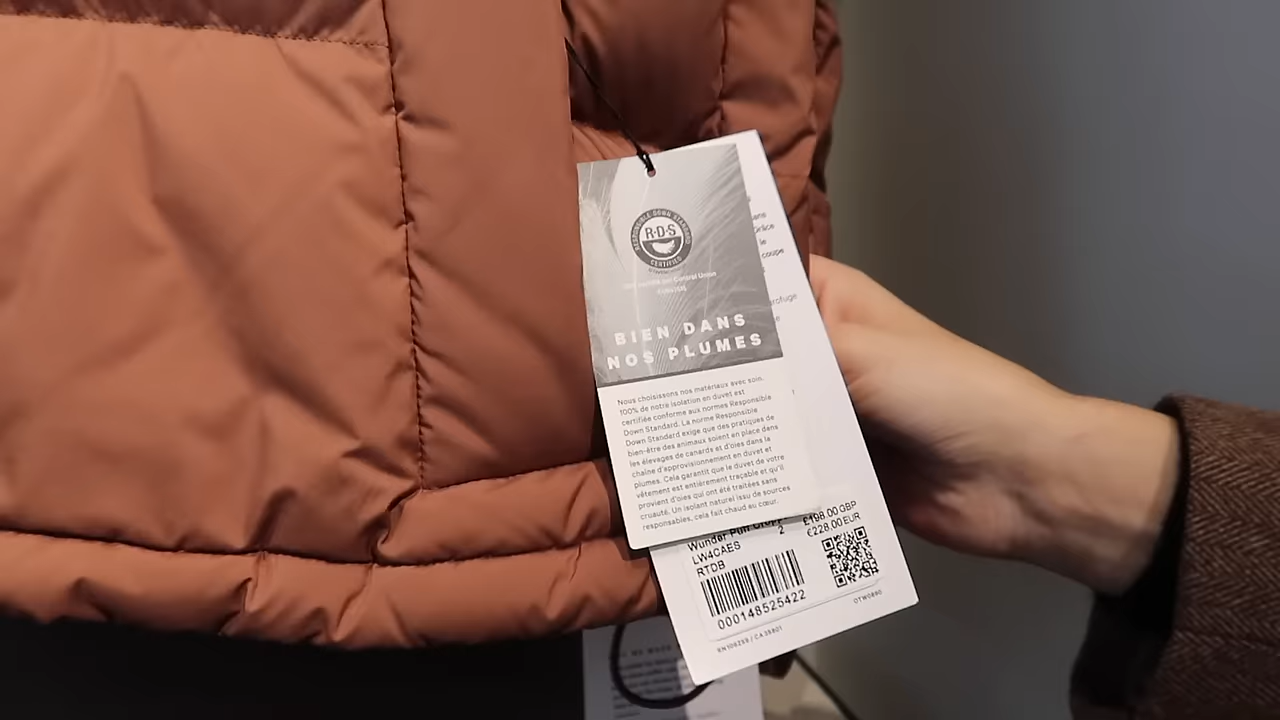 RESPONSIBLE DOWN STANDARD
R·D·S
CERTIFIED
BIEN DANS
NOS PLUMES
Nous choisissons nos matériaux avec soin.
100% de notre isolation en duvet est
certifiée conforme aux normes Responsible
Down Standard. La norme Responsible
Down Standard exige que des pratiques de
bien-être des animaux soient en place dans
les élevages de canards et d'oies dans la
chaîne d'approvisionnement en duvet et
plumes. Cela garantit que le duvet de votre
vêtement est entièrement traçable et qu'il
provient d'oies qui ont été traitées sans
cruauté. Un isolant naturel issu de sources
responsables, cela fait chaud au cœur.
Grâce
le
coupe
Wunder Puff Cropp
2
£198.00 GBP
€228.00 EUR
LW4CAES
RTDB
000148525422
OTW0890